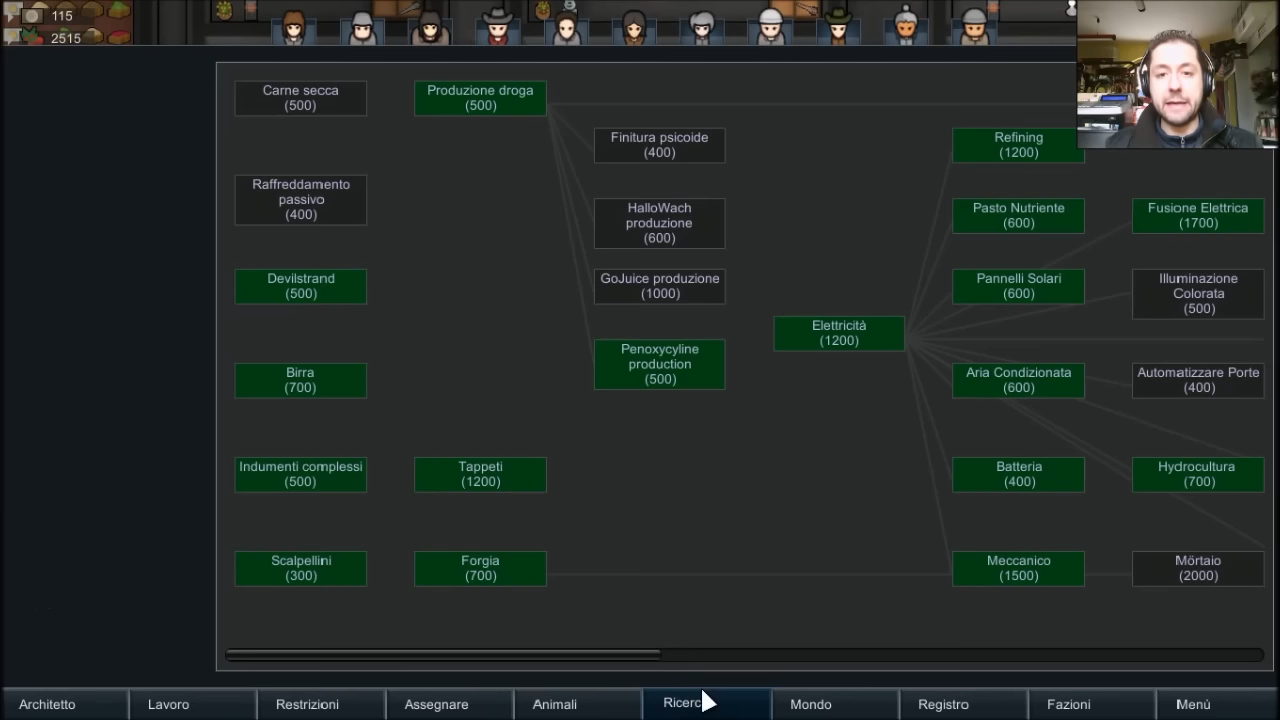 115
2515
Carne secca
(500)
Produzione droga
(500)
Finitura psicoide
(400)
Refining
(1200)
Raffreddamento
passivo
(400)
HalloWach
produzione
(600)
Pasto Nutriente
(600)
Fusione Elettrica
(1700)
Devilstrand
(500)
GoJuice produzione
(1000)
Pannelli Solari
(600)
Illuminazione
Colorata
(500)
Elettricità
(1200)
Penoxycyline
production
(500)
Birra
(700)
Aria Condizionata
(600)
Automatizzare Porte
(400)
Indumenti complessi
(500)
Tappeti
(1200)
Batteria
(400)
Hydrocultura
(700)
Scalpellini
(300)
Forgia
(700)
Meccanico
(1500)
Mörtaio
(2000)
Architetto
Lavoro
Restrizioni
Assegnare
Animali
Ricerc
Mondo
Registro
Fazioni
Menù